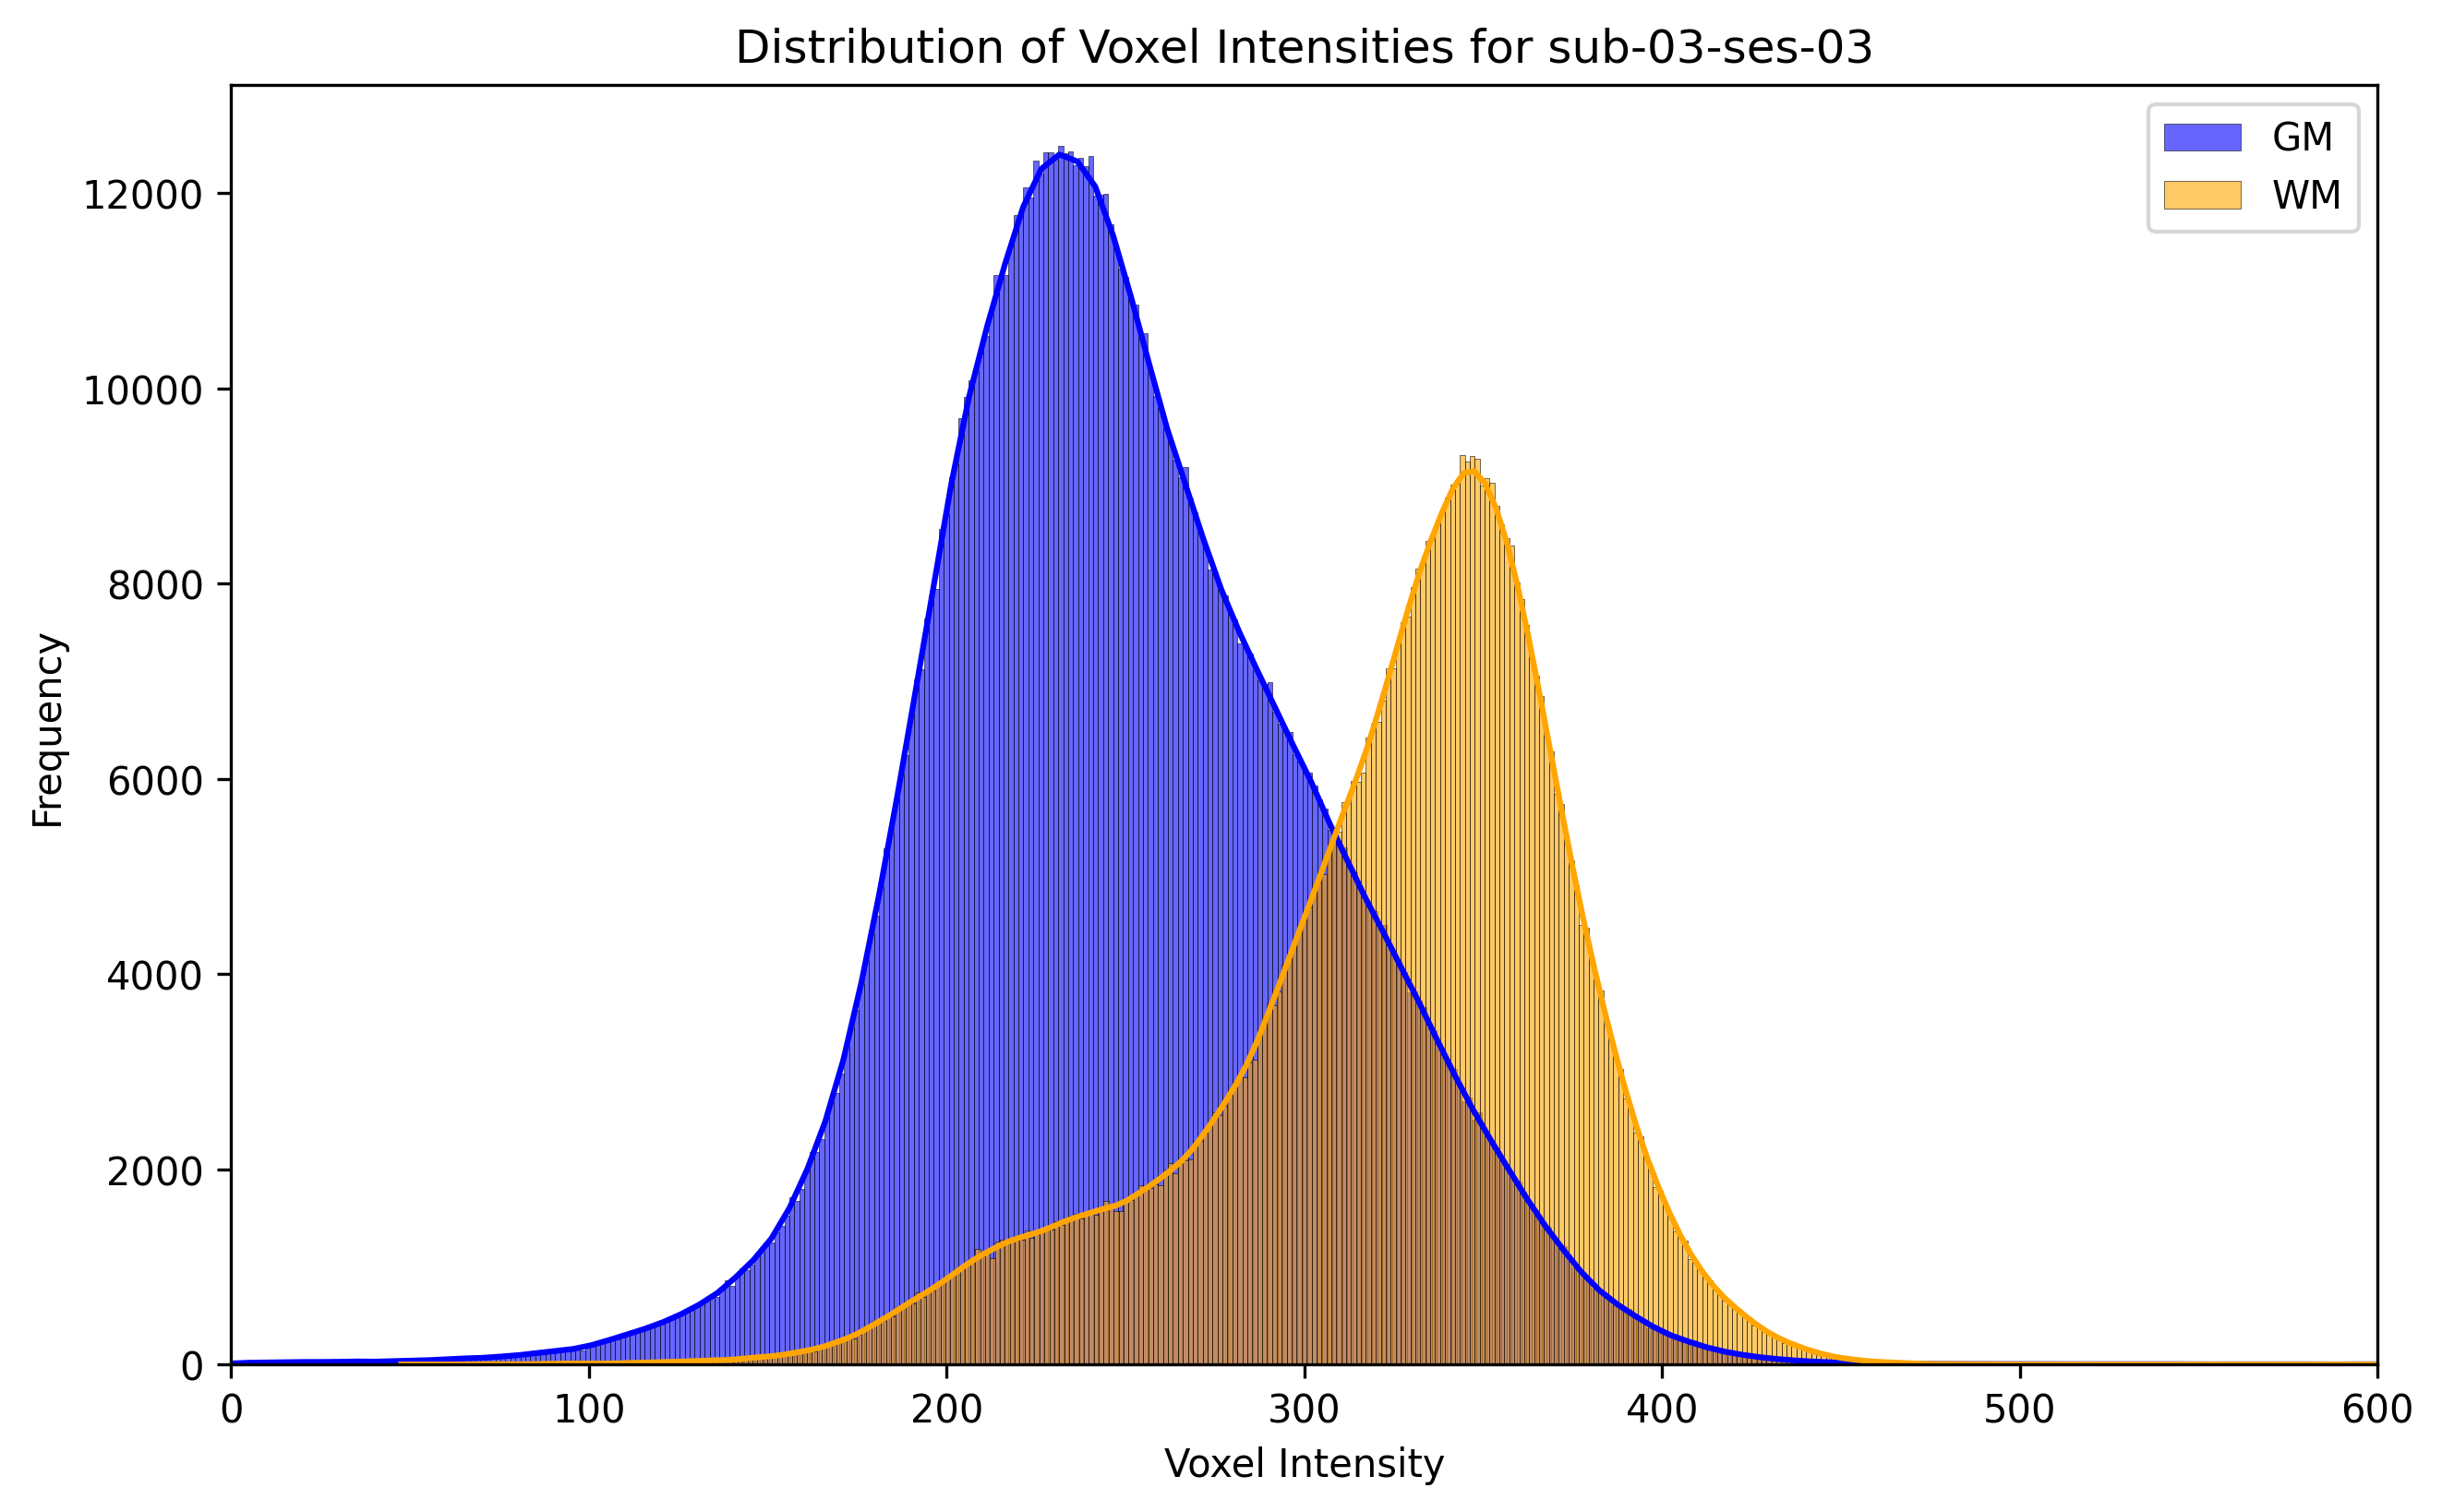 Distribution of Voxel Intensities for sub-03-ses-03
GM
WM
12000
10000
8000
6000
4000
2000
0
Frequency
0 100 200 300 400 500 600
Voxel Intensity